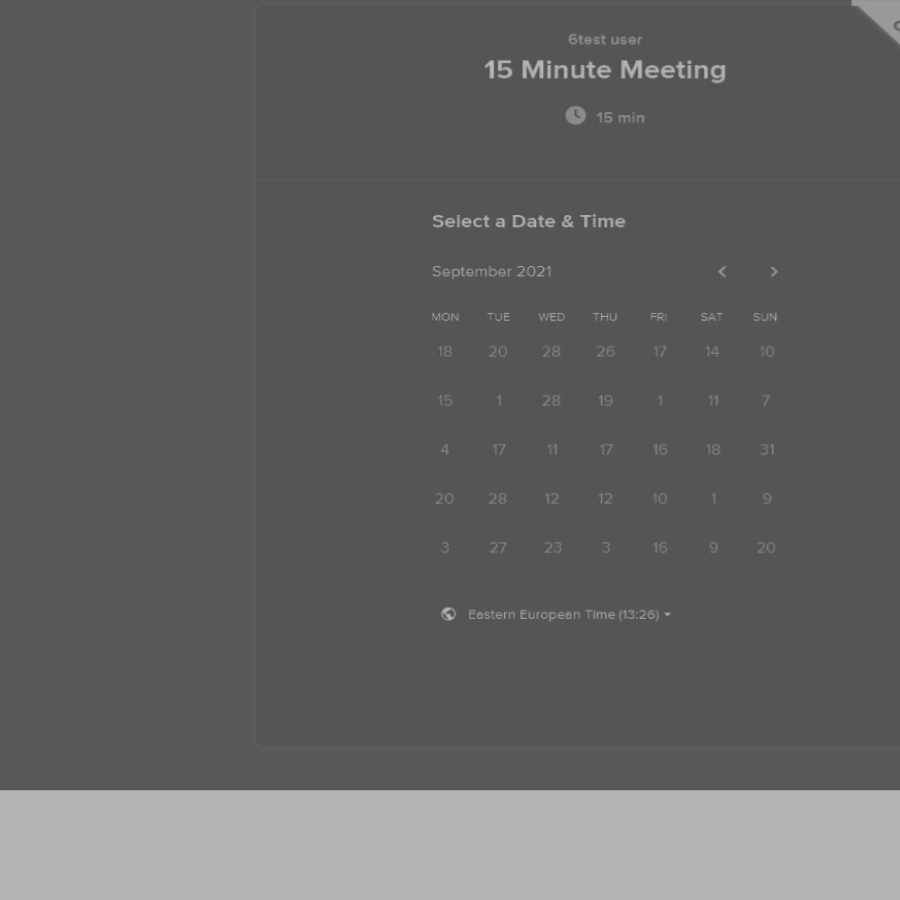 6test user
15 Minute Meeting
15 min
Select a Date & Time
September 2021
MON TUE WED THU FRI SAT SUN
18 20 28 26 17 14 10
15 1 28 19 1 11 7
4 17 11 17 16 18 31
20 28 12 12 10 1 9
3 27 23 3 16 9 20
Eastern European Time (13:26)